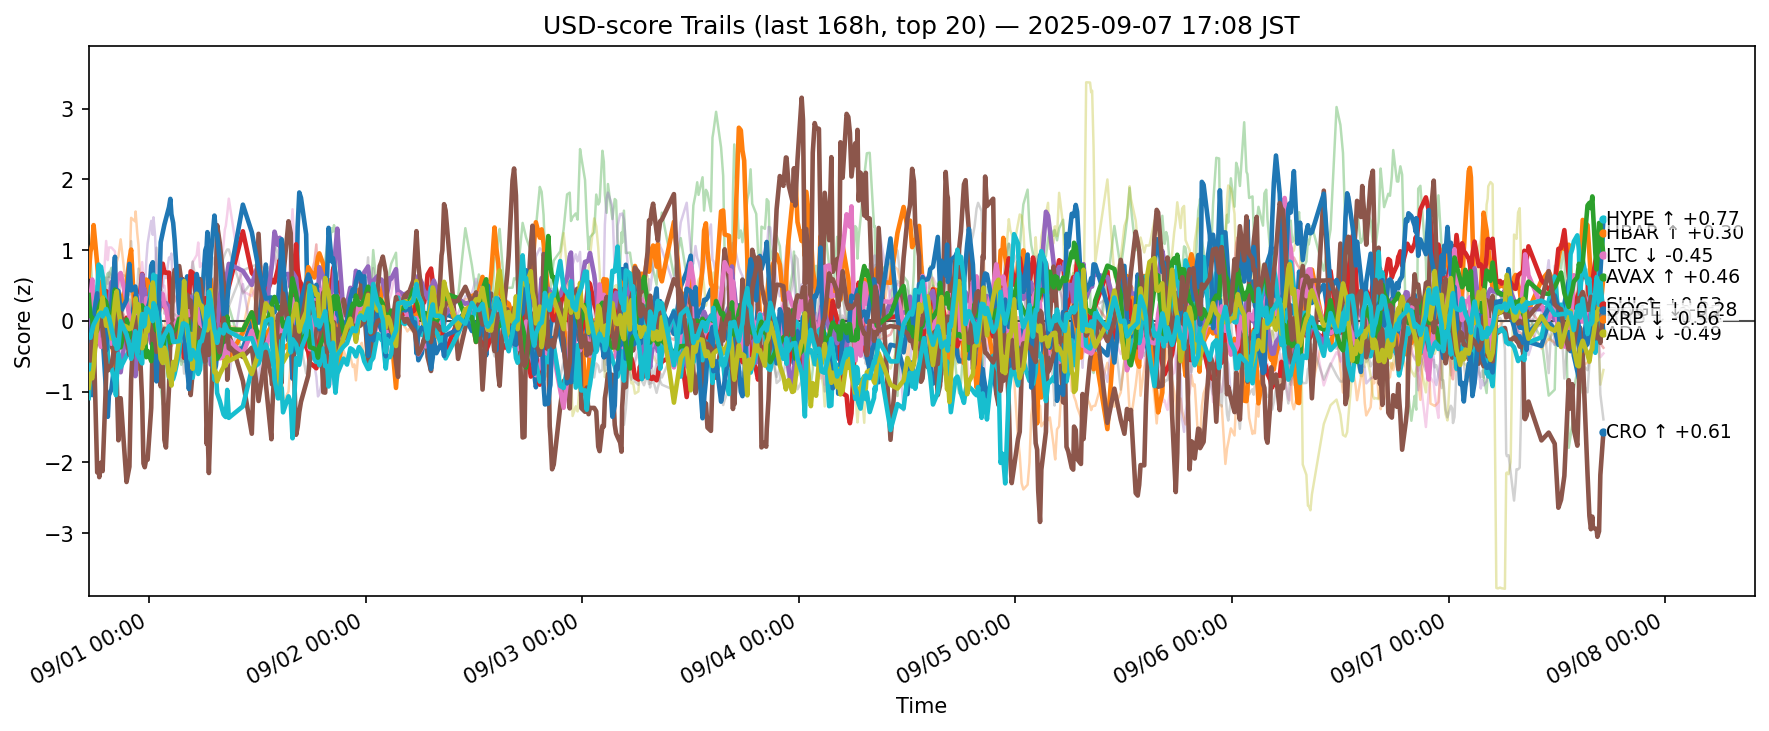 USD-score Trails (last 168h, top 20) — 2025-09-07 17:08 JST
Score (z)
3
2
1
0
−1
−2
−3
HYPE ↑ +0.77
HBAR ↑ +0.30
LTC ↓ -0.45
AVAX ↑ +0.46
DOGE ↓
XRP ↓ -0.56
ADA ↓ -0.49
CRO ↑ +0.61
09/01 00:00
09/02 00:00
09/03 00:00
09/04 00:00
09/05 00:00
09/06 00:00
09/07 00:00
09/08 00:00
Time